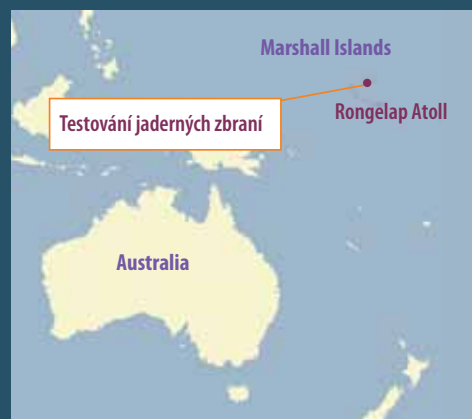 Marshall Islands
Testování jaderných zbraní
Rongelap Atoll
Australia